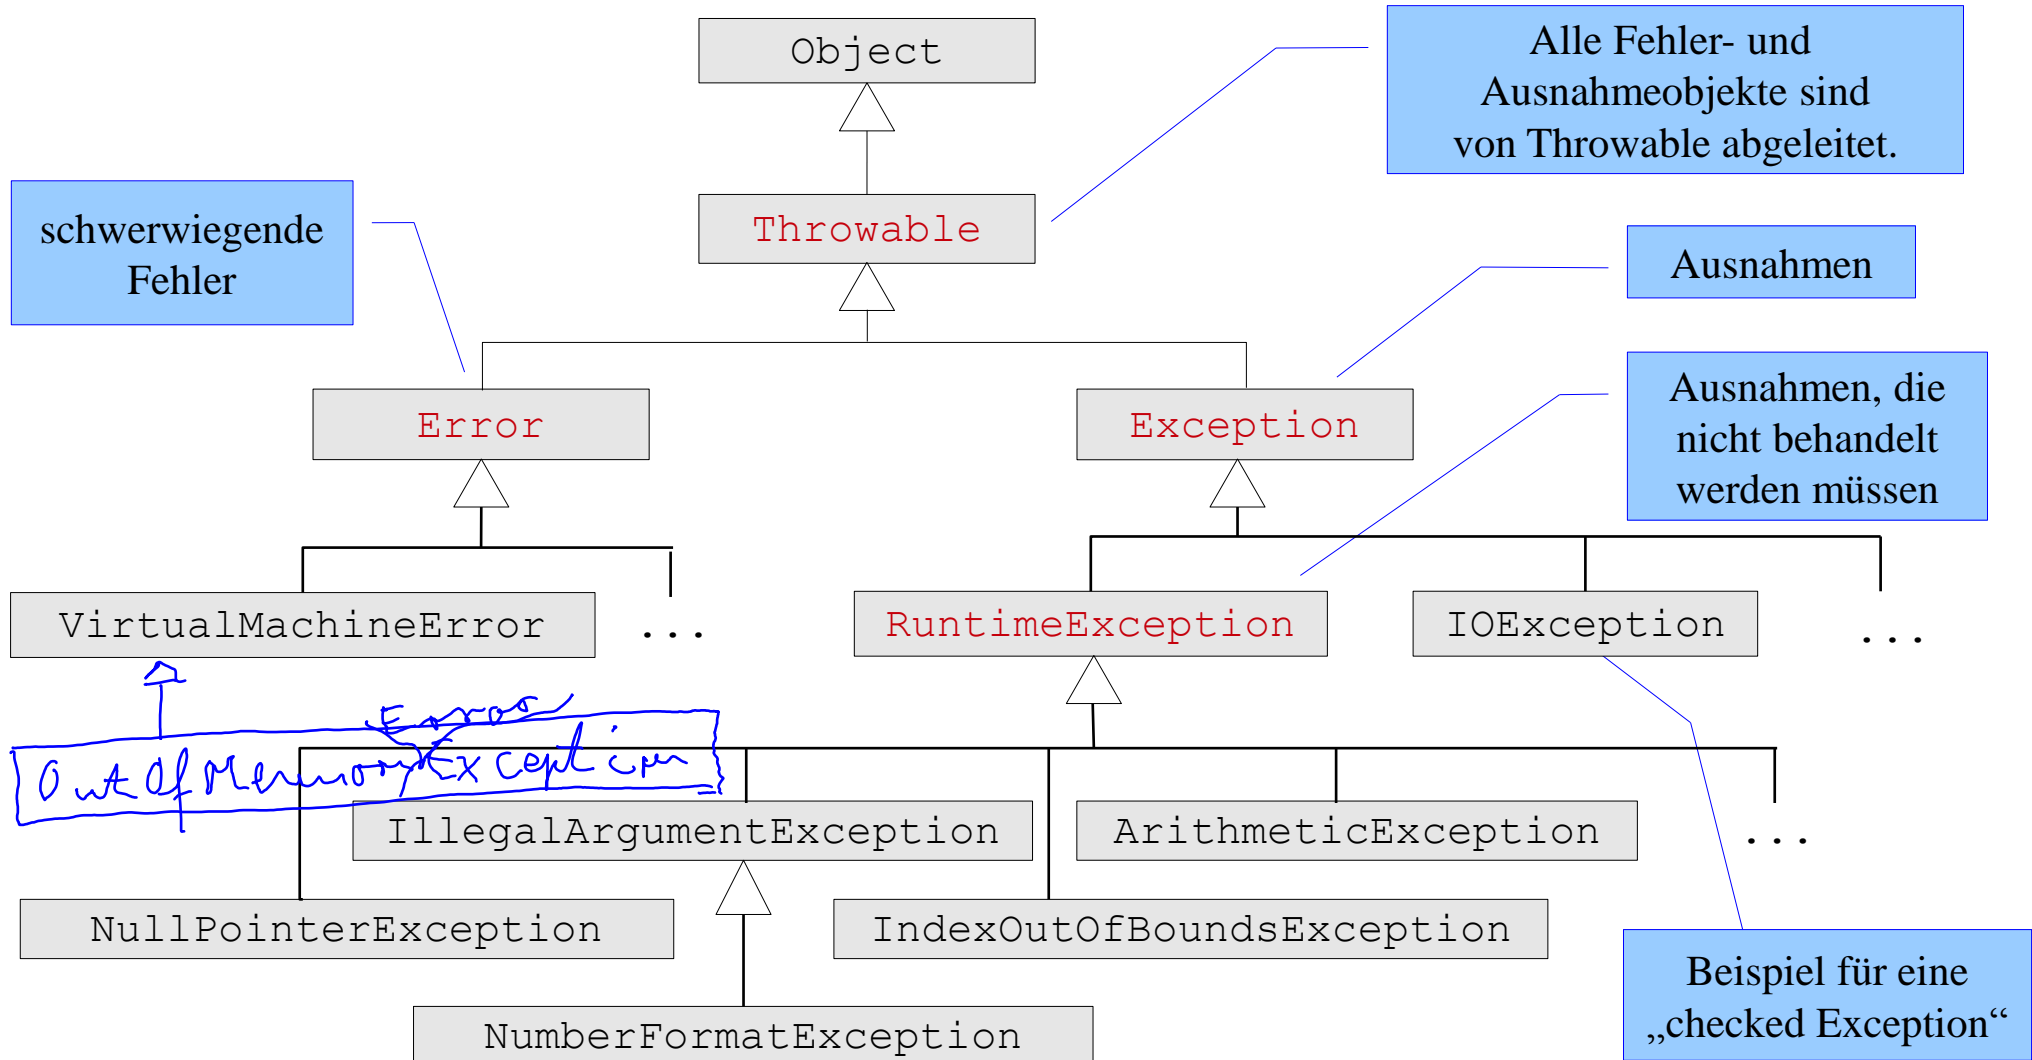 Object
Alle Fehler- und
Ausnahmeobjekte sind
von Throwable abgeleitet.
schwerwiegende
Fehler
Throwable
Ausnahmen
Error
Exception
Ausnahmen, die
nicht behandelt
werden müssen
VirtualMachineError
...
RuntimeException
IOException
...
Error
OutOfMemoryException
IllegalArgumentException
ArithmeticException
...
NullPointerException
IndexOutOfBoundsException
Beispiel für eine
„checked Exception“
NumberFormatException